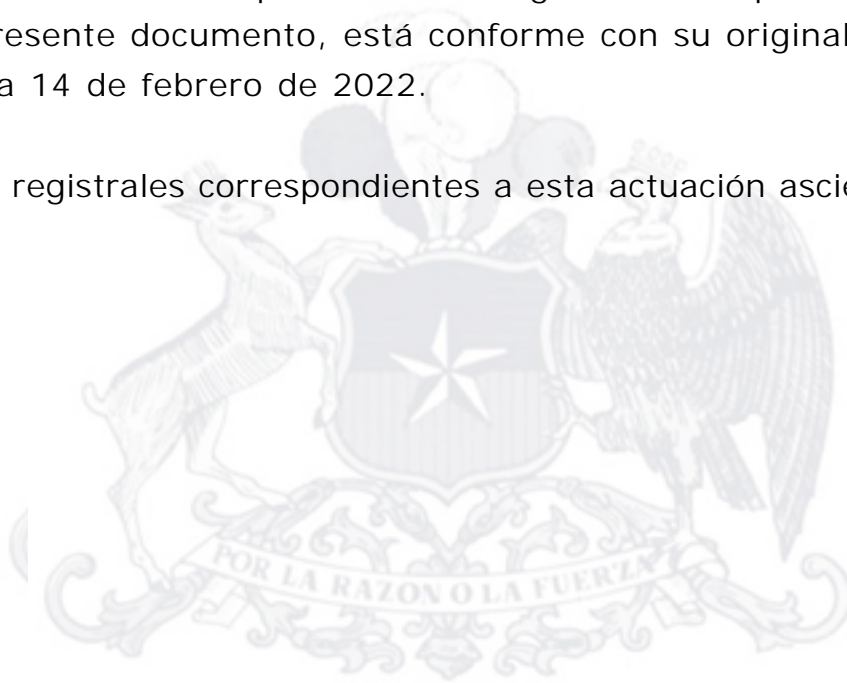 resente documento, está conforme con su original
a 14 de febrero de 2022.
registrales correspondientes a esta actuación ascie
POR LA RAZON O LA FUERZA